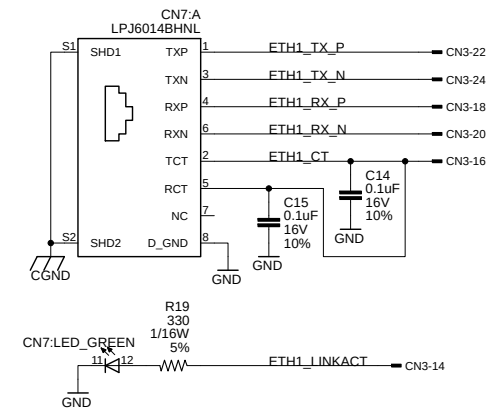 CN7:A
LPJ6014BHNL
S1 SHD1 TXP 1 ETH1_TX_P CN3-22
TXN 3 ETH1_TX_N CN3-24
RXP 4 ETH1_RX_P CN3-18
RXN 6 ETH1_RX_N CN3-20
TCT 2 ETH1_CT CN3-16
RCT 5
C14
0.1uF
16V
10%
GND
C15
0.1uF
16V
10%
GND
NC 7
S2 SHD2 D_GND 8
CGND
GND
R19
330
1/16W
5%
CN7:LED_GREEN
11 12 ETH1_LINKACT CN3-14
GND